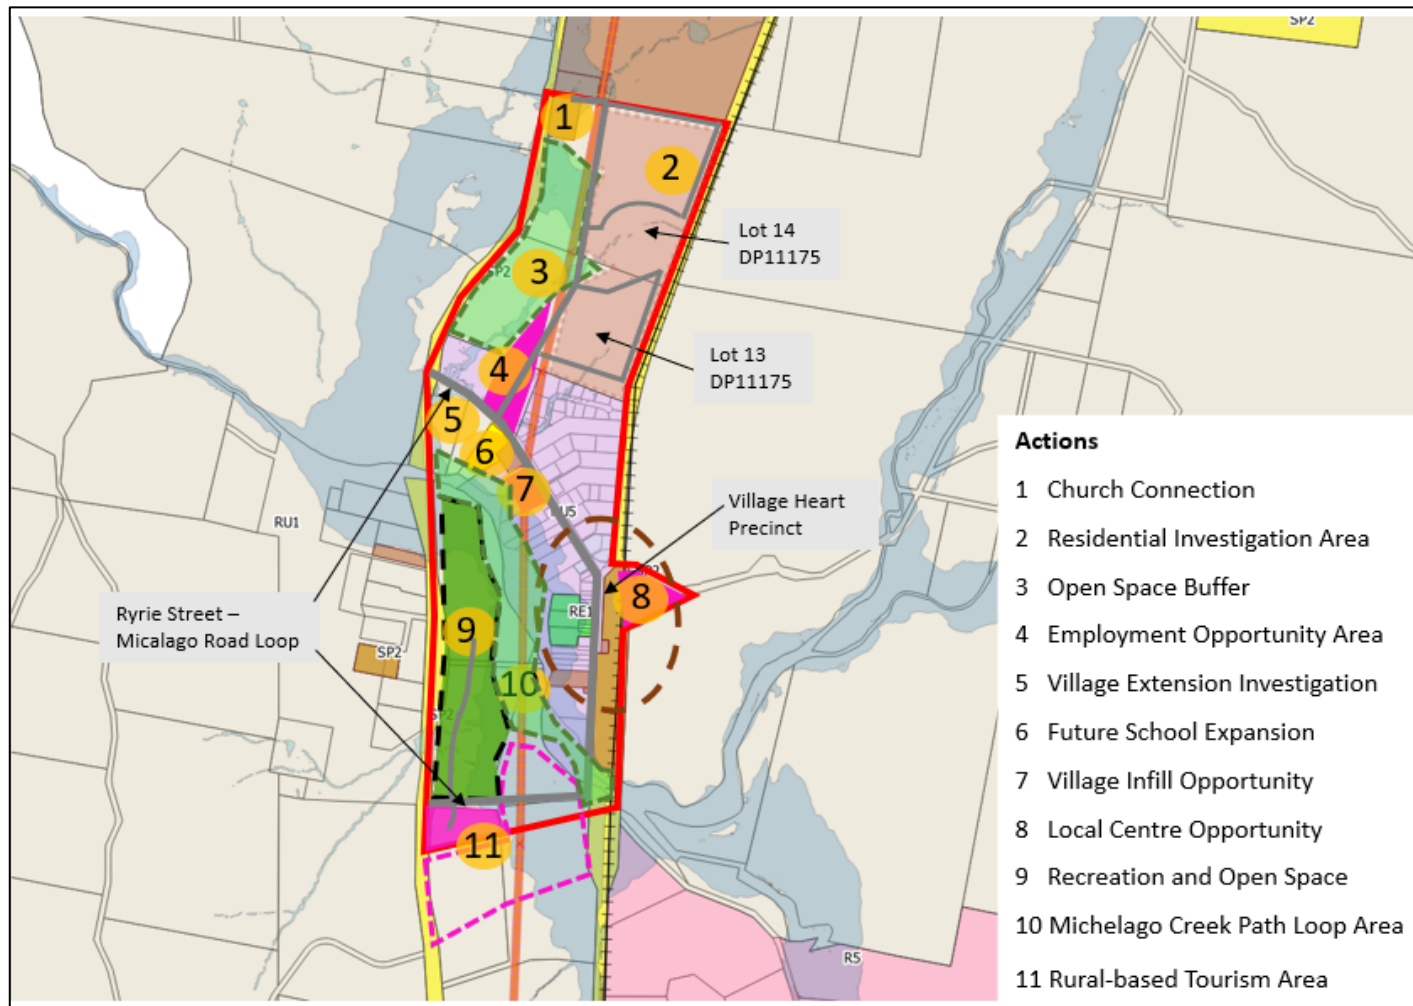 SP2
1
2
Lot 14
DP11175
3
P2
Lot 13
DP11175
4
5
6
7
RU5
RU1
Village Heart
Precinct
8
RE1
Ryrie Street –
Micalago Road Loop
9
SP2
10
11
R5
Actions
1 Church Connection
2 Residential Investigation Area
3 Open Space Buffer
4 Employment Opportunity Area
5 Village Extension Investigation
6 Future School Expansion
7 Village Infill Opportunity
8 Local Centre Opportunity
9 Recreation and Open Space
10 Michelago Creek Path Loop Area
11 Rural-based Tourism Area